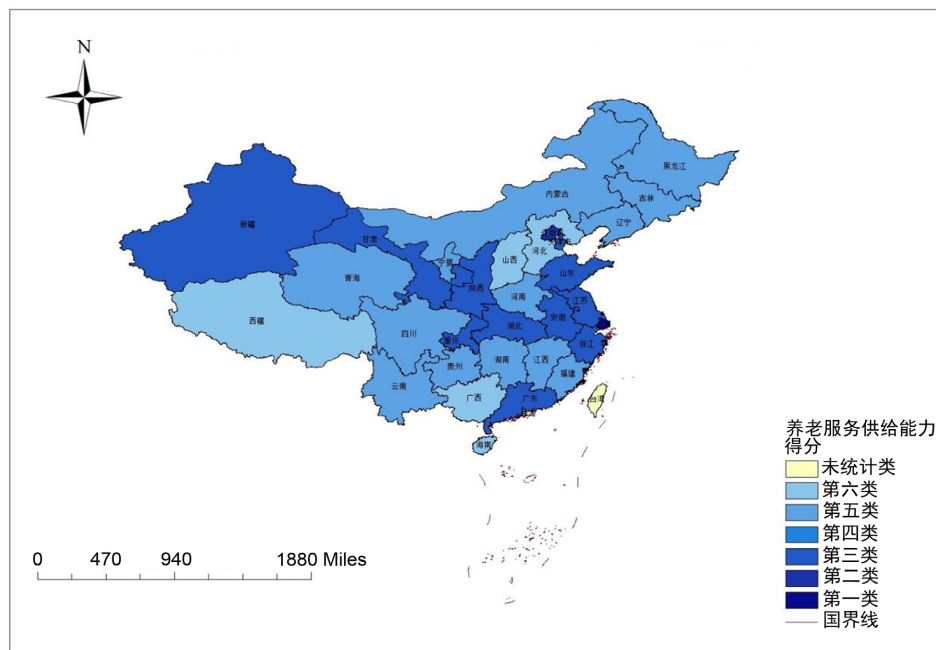 N
黑龙江
内蒙古
吉林
新疆
辽宁
甘肃
河北
宁夏
山西
青海
山东
陕西
河南
江苏
西藏
安徽
湖北
四川
重庆
浙江
湖南
江西
贵州
福建
云南
广西
广东
台湾
海南
养老服务供给能力
得分
未统计类
第六类
第五类
第四类
第三类
第二类
第一类
国界线
0 470 940 1880 Miles